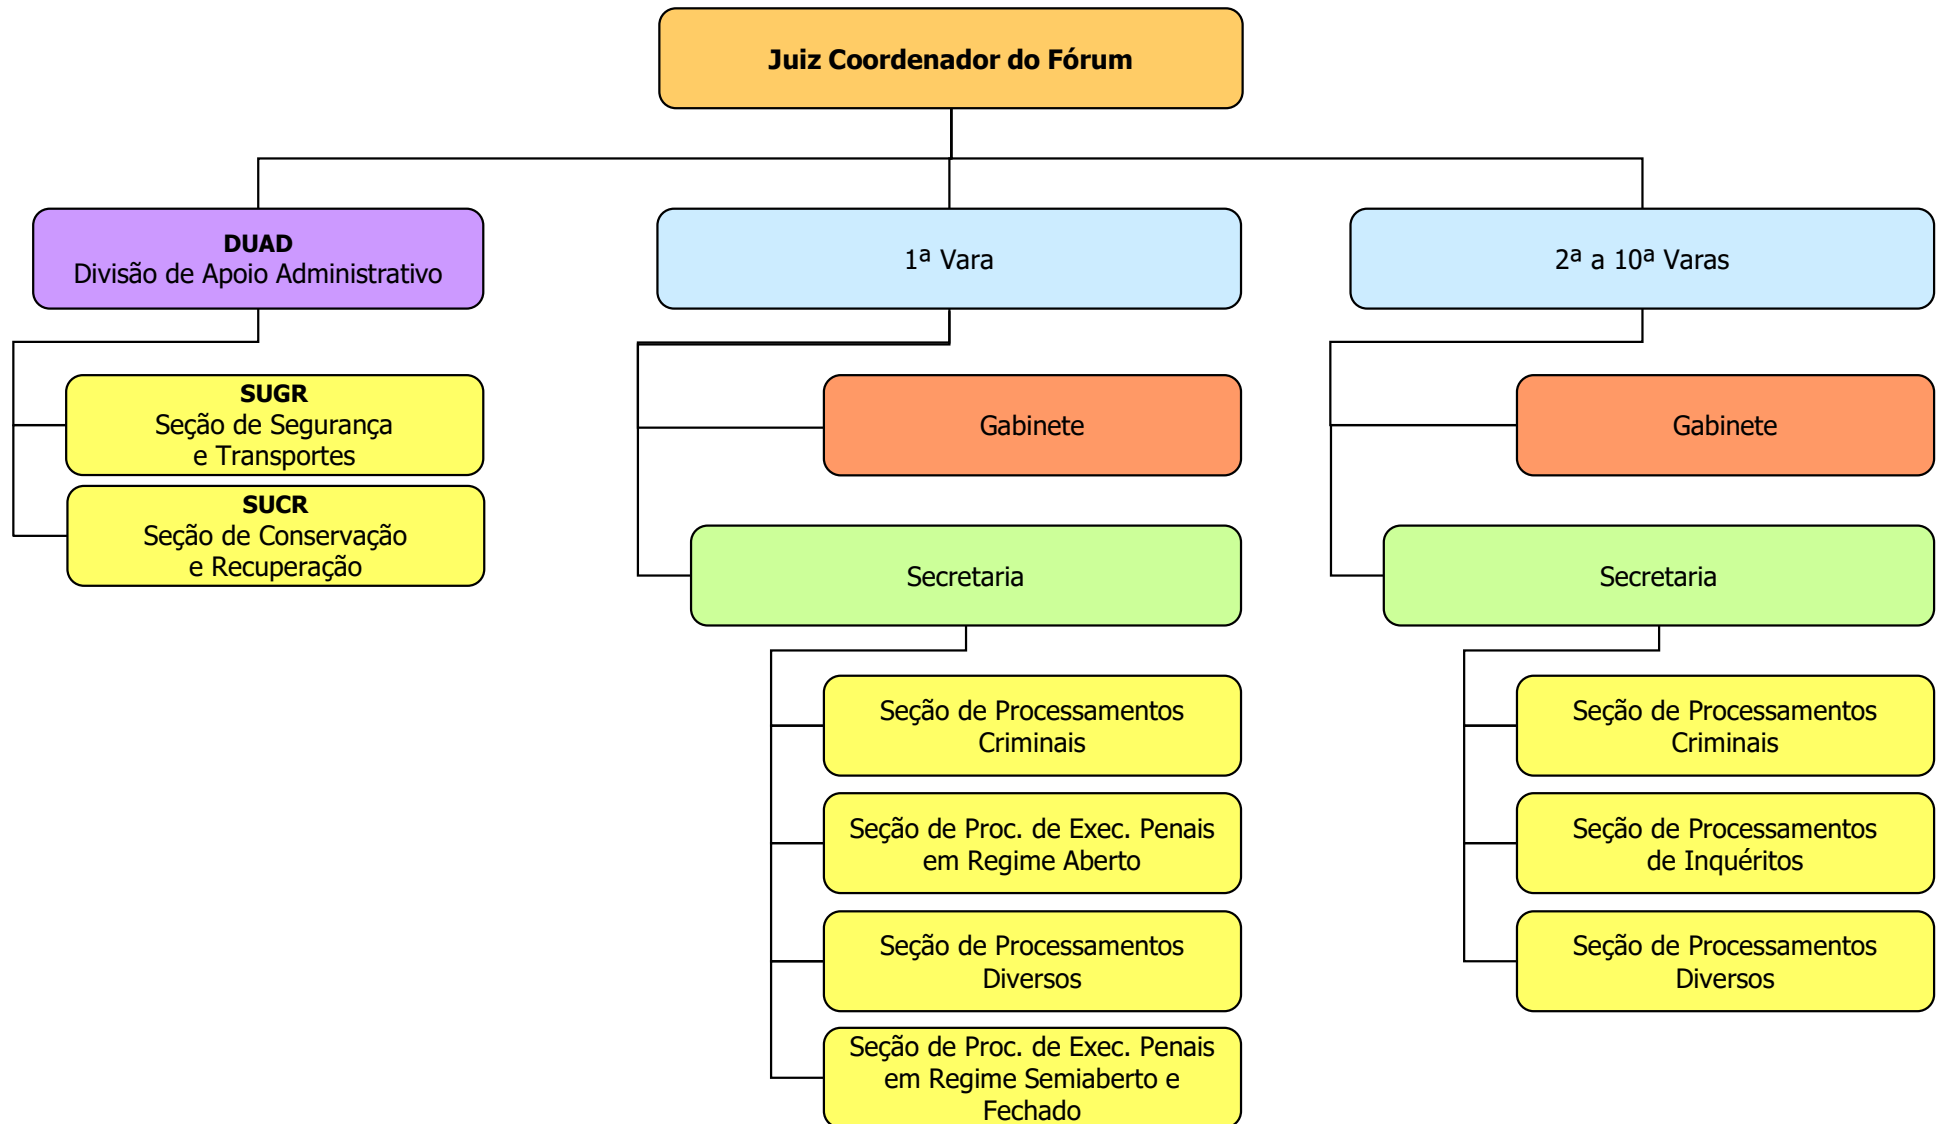 Juiz Coordenador do Fórum
DUAD
Divisão de Apoio Administrativo
SUGR
Seção de Segurança
e Transportes
SUCR
Seção de Conservação
e Recuperação
1ª Vara
Gabinete
Secretaria
Seção de Processamentos
Criminais
Seção de Proc. de Exec. Penais
em Regime Aberto
Seção de Processamentos
Diversos
Seção de Proc. de Exec. Penais
em Regime Semiaberto e
Fechado
2ª a 10ª Varas
Gabinete
Secretaria
Seção de Processamentos
Criminais
Seção de Processamentos
de Inquéritos
Seção de Processamentos
Diversos